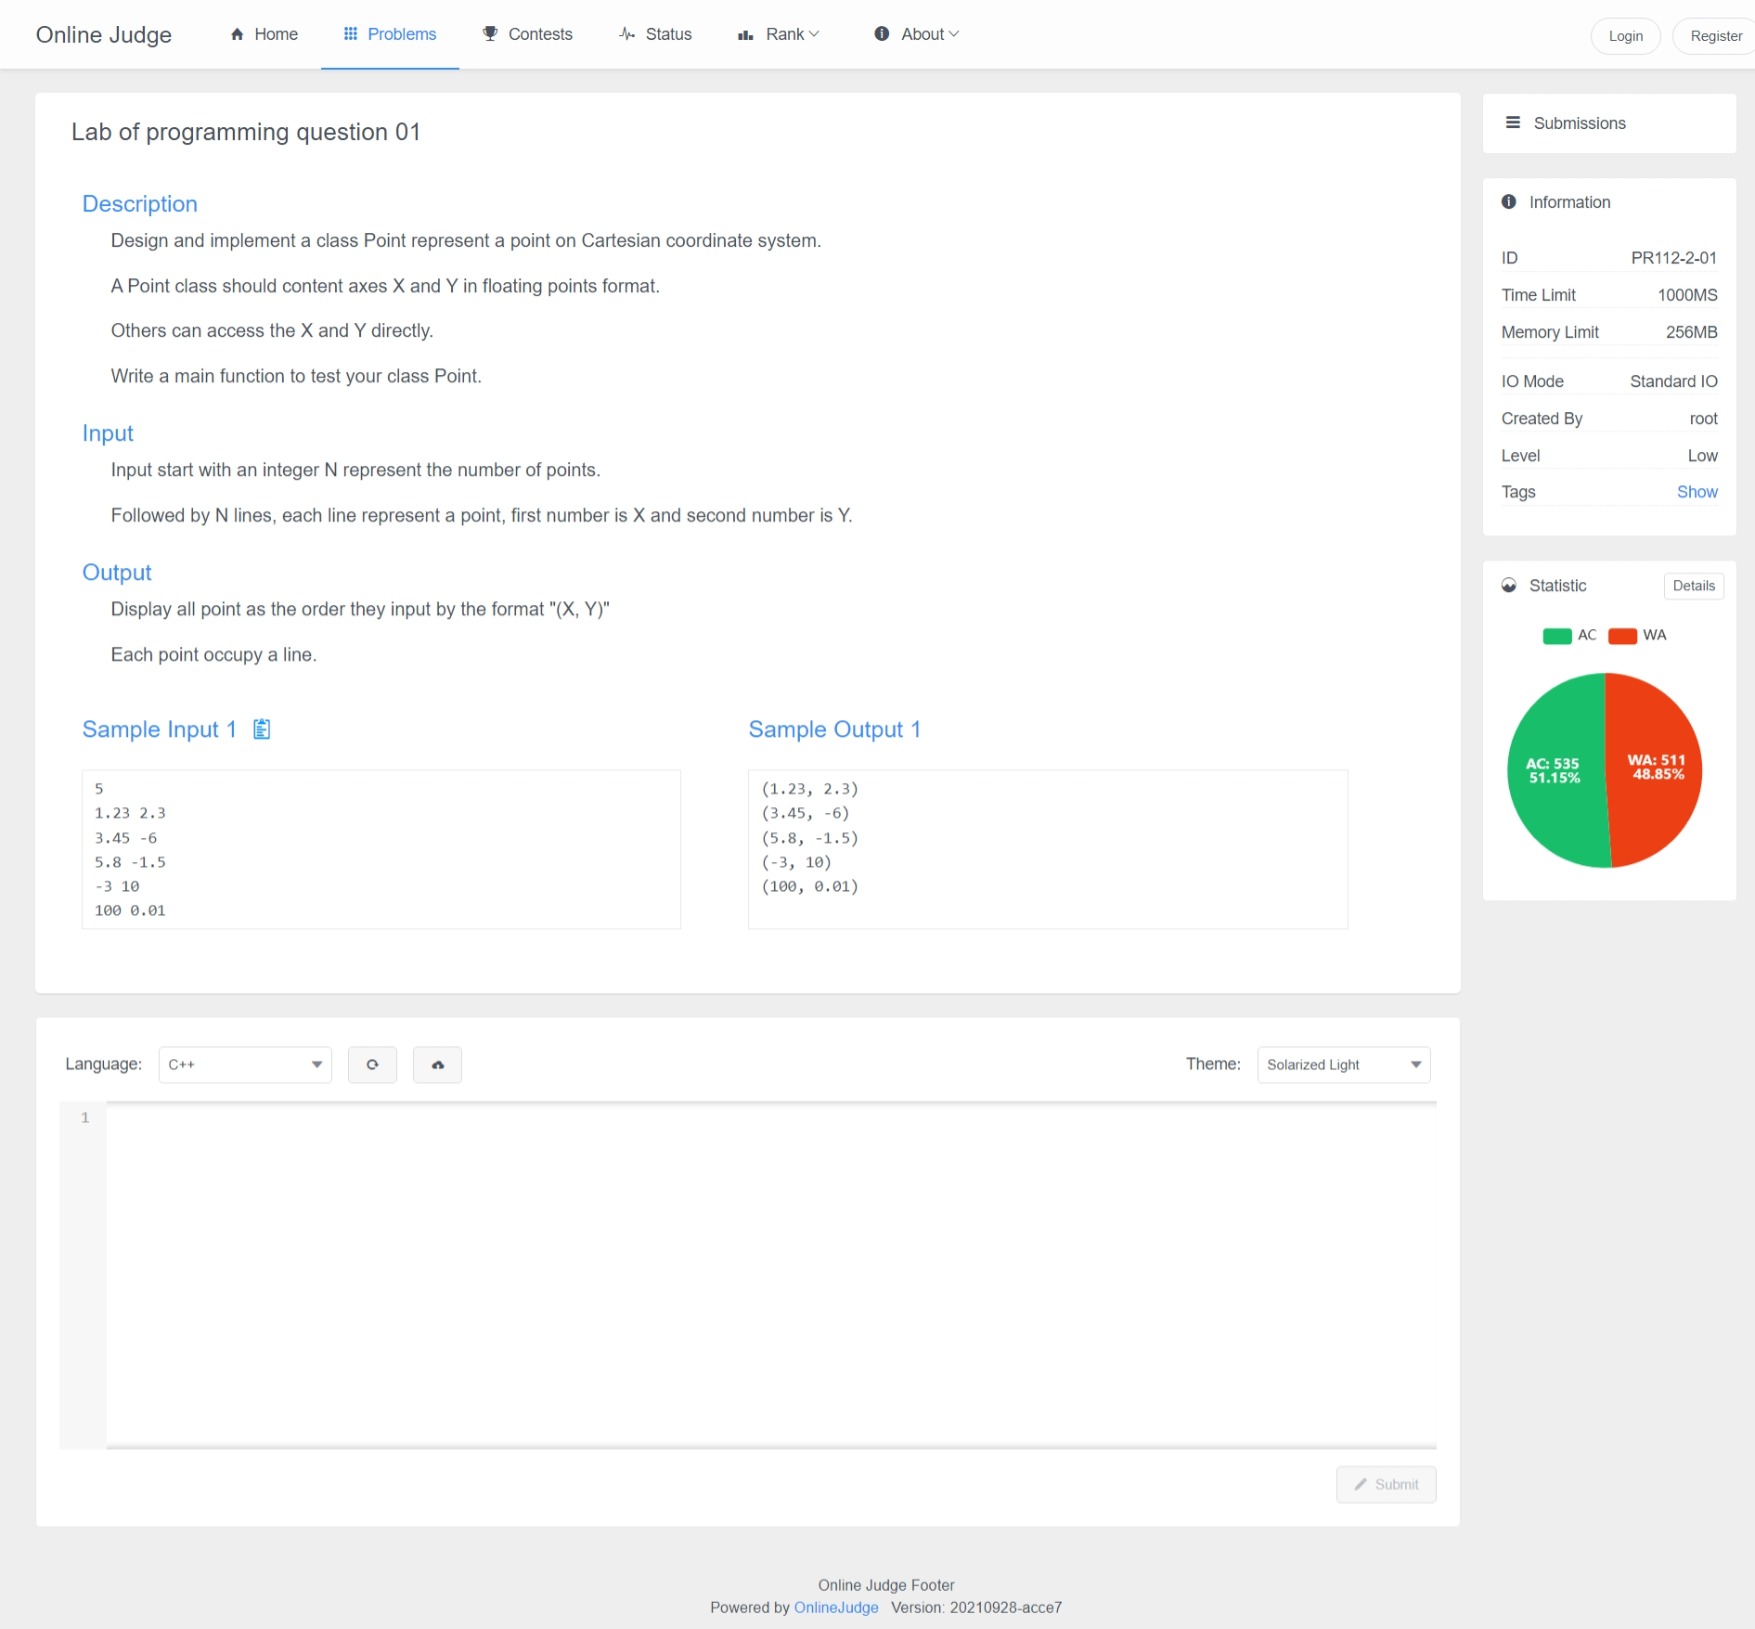 Online Judge
Home
Problems
Contests
Status
Rank
About
Login
Register
Lab of programming question 01
Description
Design and implement a class Point represent a point on Cartesian coordinate system.
A Point class should content axes X and Y in floating points format.
Others can access the X and Y directly.
Write a main function to test your class Point.
Input
Input start with an integer N represent the number of points.
Followed by N lines, each line represent a point, first number is X and second number is Y.
Output
Display all point as the order they input by the format "(X, Y)"
Each point occupy a line.
Sample Input 1
5
1.23 2.3
3.45 -6
5.8 -1.5
-3 10
100 0.01
Sample Output 1
(1.23, 2.3)
(3.45, -6)
(5.8, -1.5)
(-3, 10)
(100, 0.01)
Language:
C++
Theme:
Solarized Light
1
Submit
Submissions
Information
ID PR112-2-01
Time Limit 1000MS
Memory Limit 256MB
IO Mode Standard IO
Created By root
Level Low
Tags Show
Statistic
Details
AC WA
AC: 535
51.15%
WA: 511
48.85%
Online Judge Footer
Powered by OnlineJudge Version: 20210928-acce7